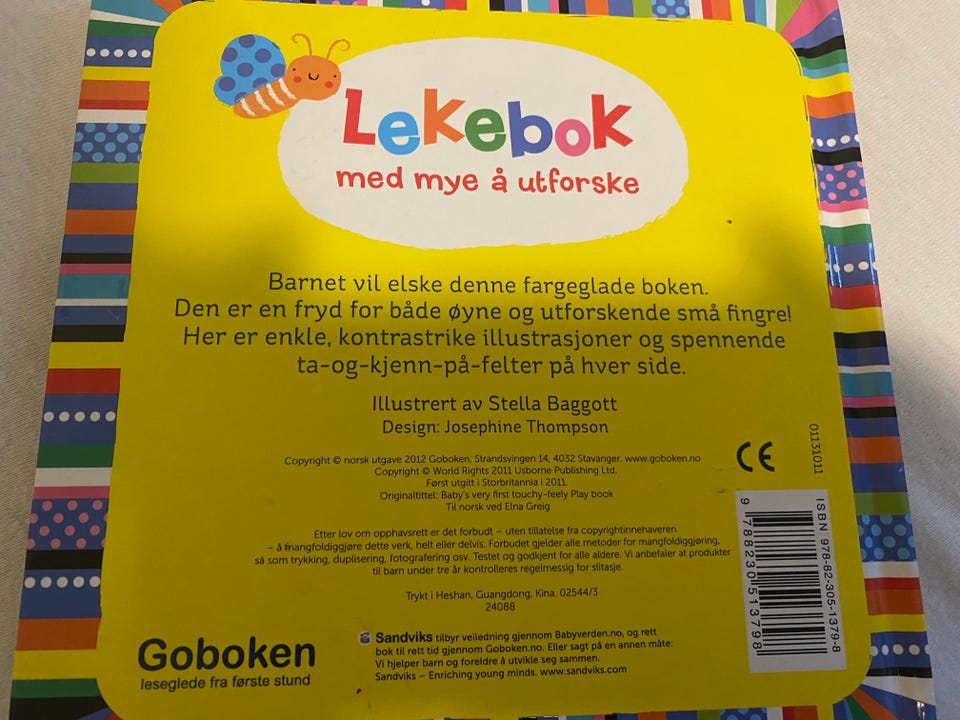 Lekebok
med mye å utforske
Barnet vil elske denne fargeglade boken.
Den er en fryd for både øyne og utforskende små fingre!
Her er enkle, kontrastrike illustrasjoner og spennende
ta-og-kjenn-på-felter på hver side.
Illustrert av Stella Baggott
Design: Josephine Thompson
Copyright © norsk utgave 2012 Goboken, Strandsvingen 14, 4032 Stavanger. www.goboken.no
Copyright © World Rights 2011 Usborne Publishing Ltd.
Først utgitt i Storbritannia i 2011.
Originaltittel: Baby's very first touchy-feely Play book
Til norsk ved Elna Greig
CE
01131011
Etter lov om opphavsrett er det forbudt – uten tillatelse fra copyrightinnehaveren
– å mangfoldiggjøre dette verk, helt eller delvis. Forbudet gjelder alle metoder for mangfoldiggjøring,
så som trykking, duplisering, fotografering osv. Testet og godkjent for alle aldere. Vi anbefaler at produkter
til barn under tre år kontrolleres regelmessig for slitasje.
Trykt i Heshan, Guangdong, Kina. 02544/3
24088
ISBN 978-82-305-1379-8
9 788230 513798
Goboken
leseglede fra første stund
Sandviks tilbyr veiledning gjennom Babyverden.no, og rett
bok til rett tid gjennom Goboken.no. Eller sagt på en annen måte:
Vi hjelper barn og foreldre å utvikle seg sammen.
Sandviks – Enriching young minds. www.sandviks.com